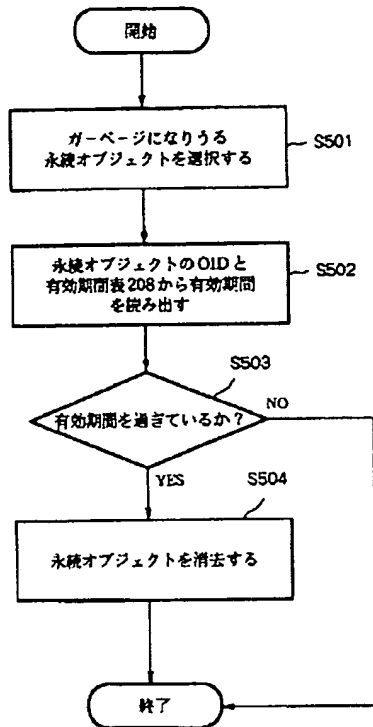 開始
ガーベージになりうる
永続オブジェクトを選択する
S501
永続オブジェクトのOIDと
有効期間表208から有効期間
を読み出す
S502
S503
有効期間を過ぎているか?
NO
YES
S504
永続オブジェクトを消去する
終了